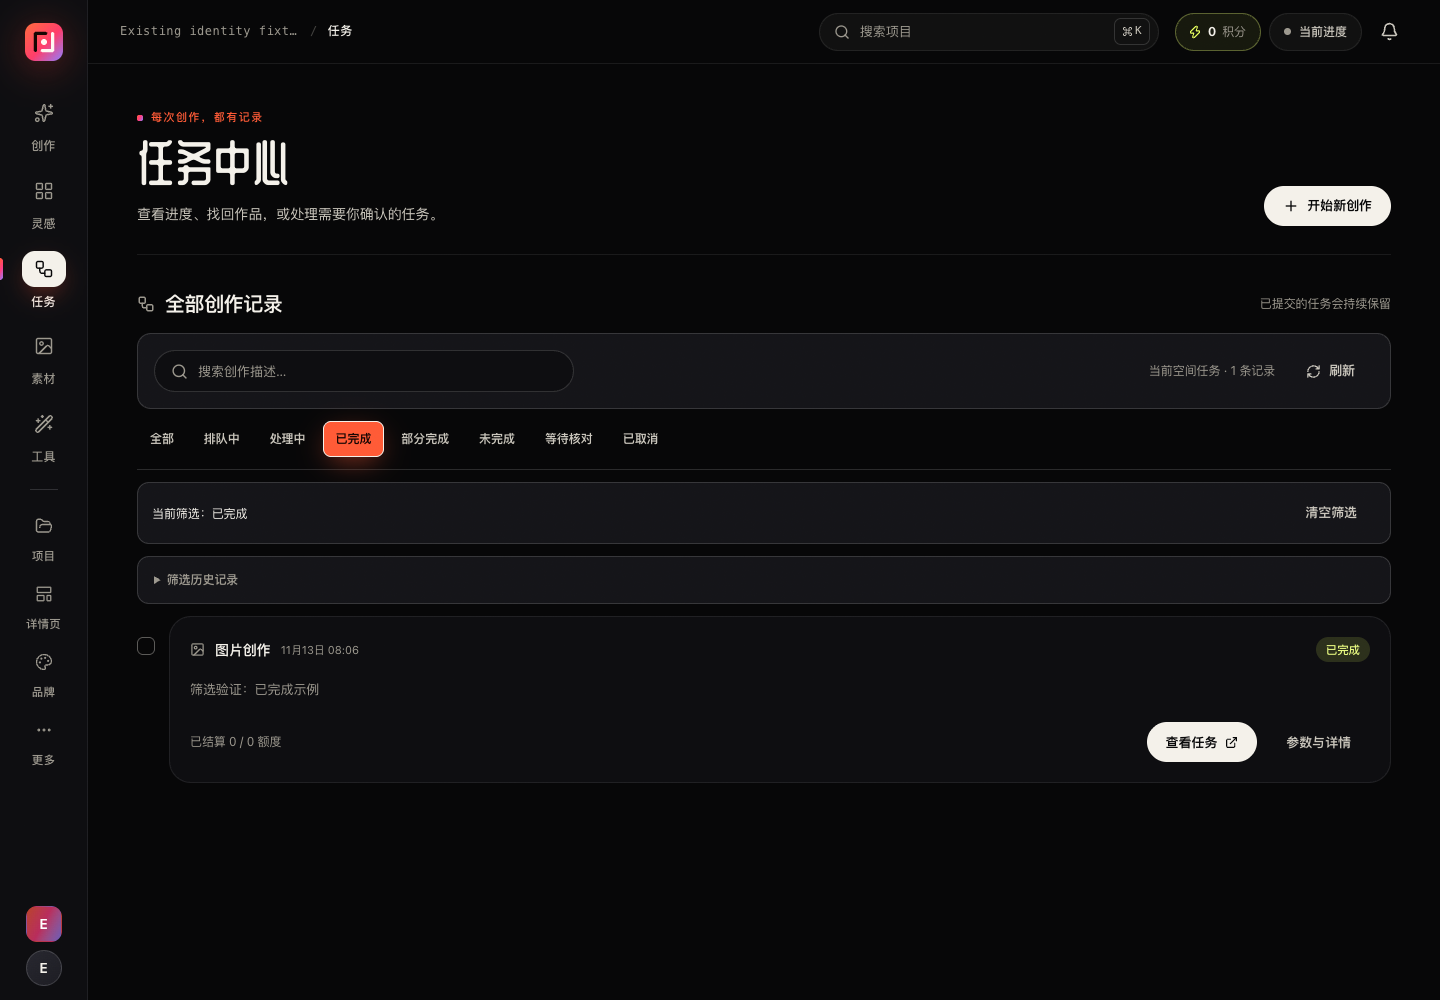 Existing identity fixt… / 任务
搜索项目
⌘K
0 积分
当前进度
创作
灵感
任务
素材
工具
项目
详情页
品牌
更多
E
E
每次创作，都有记录
任务中心
查看进度、找回作品，或处理需要你确认的任务。
开始新创作
全部创作记录
已提交的任务会持续保留
搜索创作描述...
当前空间任务 · 1 条记录
刷新
全部 排队中 处理中 已完成 部分完成 未完成 等待核对 已取消
当前筛选：已完成
清空筛选
筛选历史记录
图片创作 11月13日 08:06
已完成
筛选验证：已完成示例
已结算 0 / 0 额度
查看任务
参数与详情